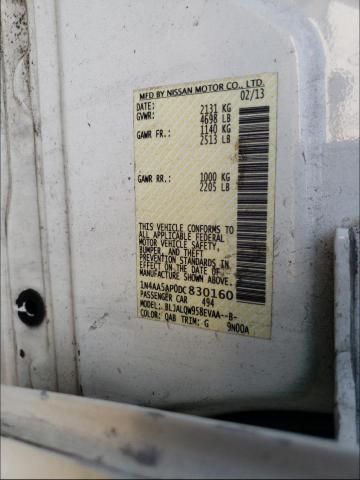 MFD BY NISSAN MOTOR CO., LTD.
DATE: 02/13
GVWR: 2131 KG
4698 LB
GAWR FR.: 1140 KG
2513 LB
GAWR RR.: 1000 KG
2205 LB
THIS VEHICLE CONFORMS TO
ALL APPLICABLE FEDERAL
MOTOR VEHICLE SAFETY,
BUMPER, AND THEFT
PREVENTION STANDARDS
IN EFFECT ON THE DATE OF
MANUFACTURE SHOWN ABOVE.
1N4AA5AP0DC830160
PASSENGER CAR 494
MODEL: BLJALQW958EVAA--B-
COLOR: QAB TRIM: G 9N00A